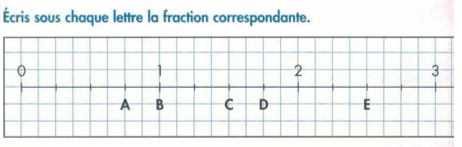 Écris sous chaque lettre la fraction correspondante.
0 1 2 3
A B C D E